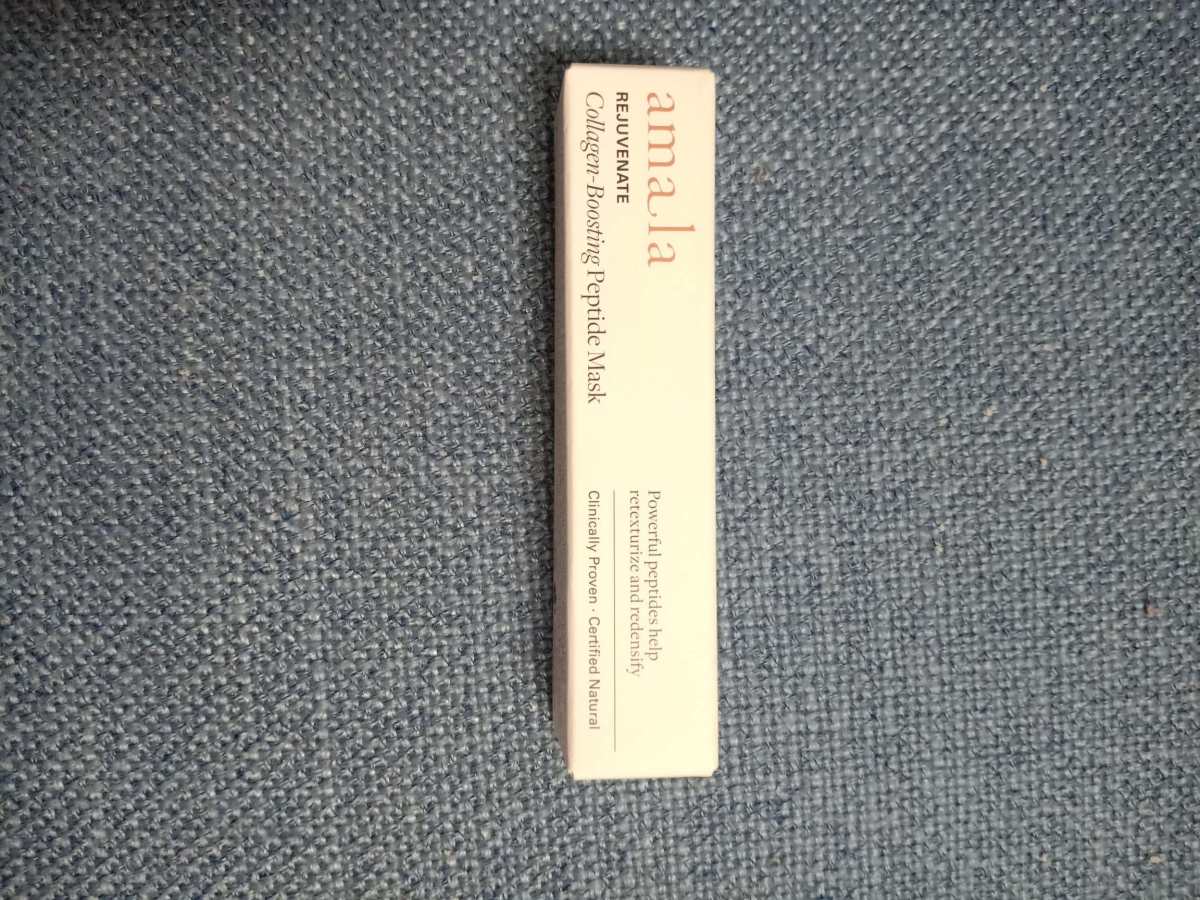 amala
REJUVENATE
Collagen-Boosting Peptide Mask
Powerful peptides help
retexturize and redensify
Clinically Proven · Certified Natural